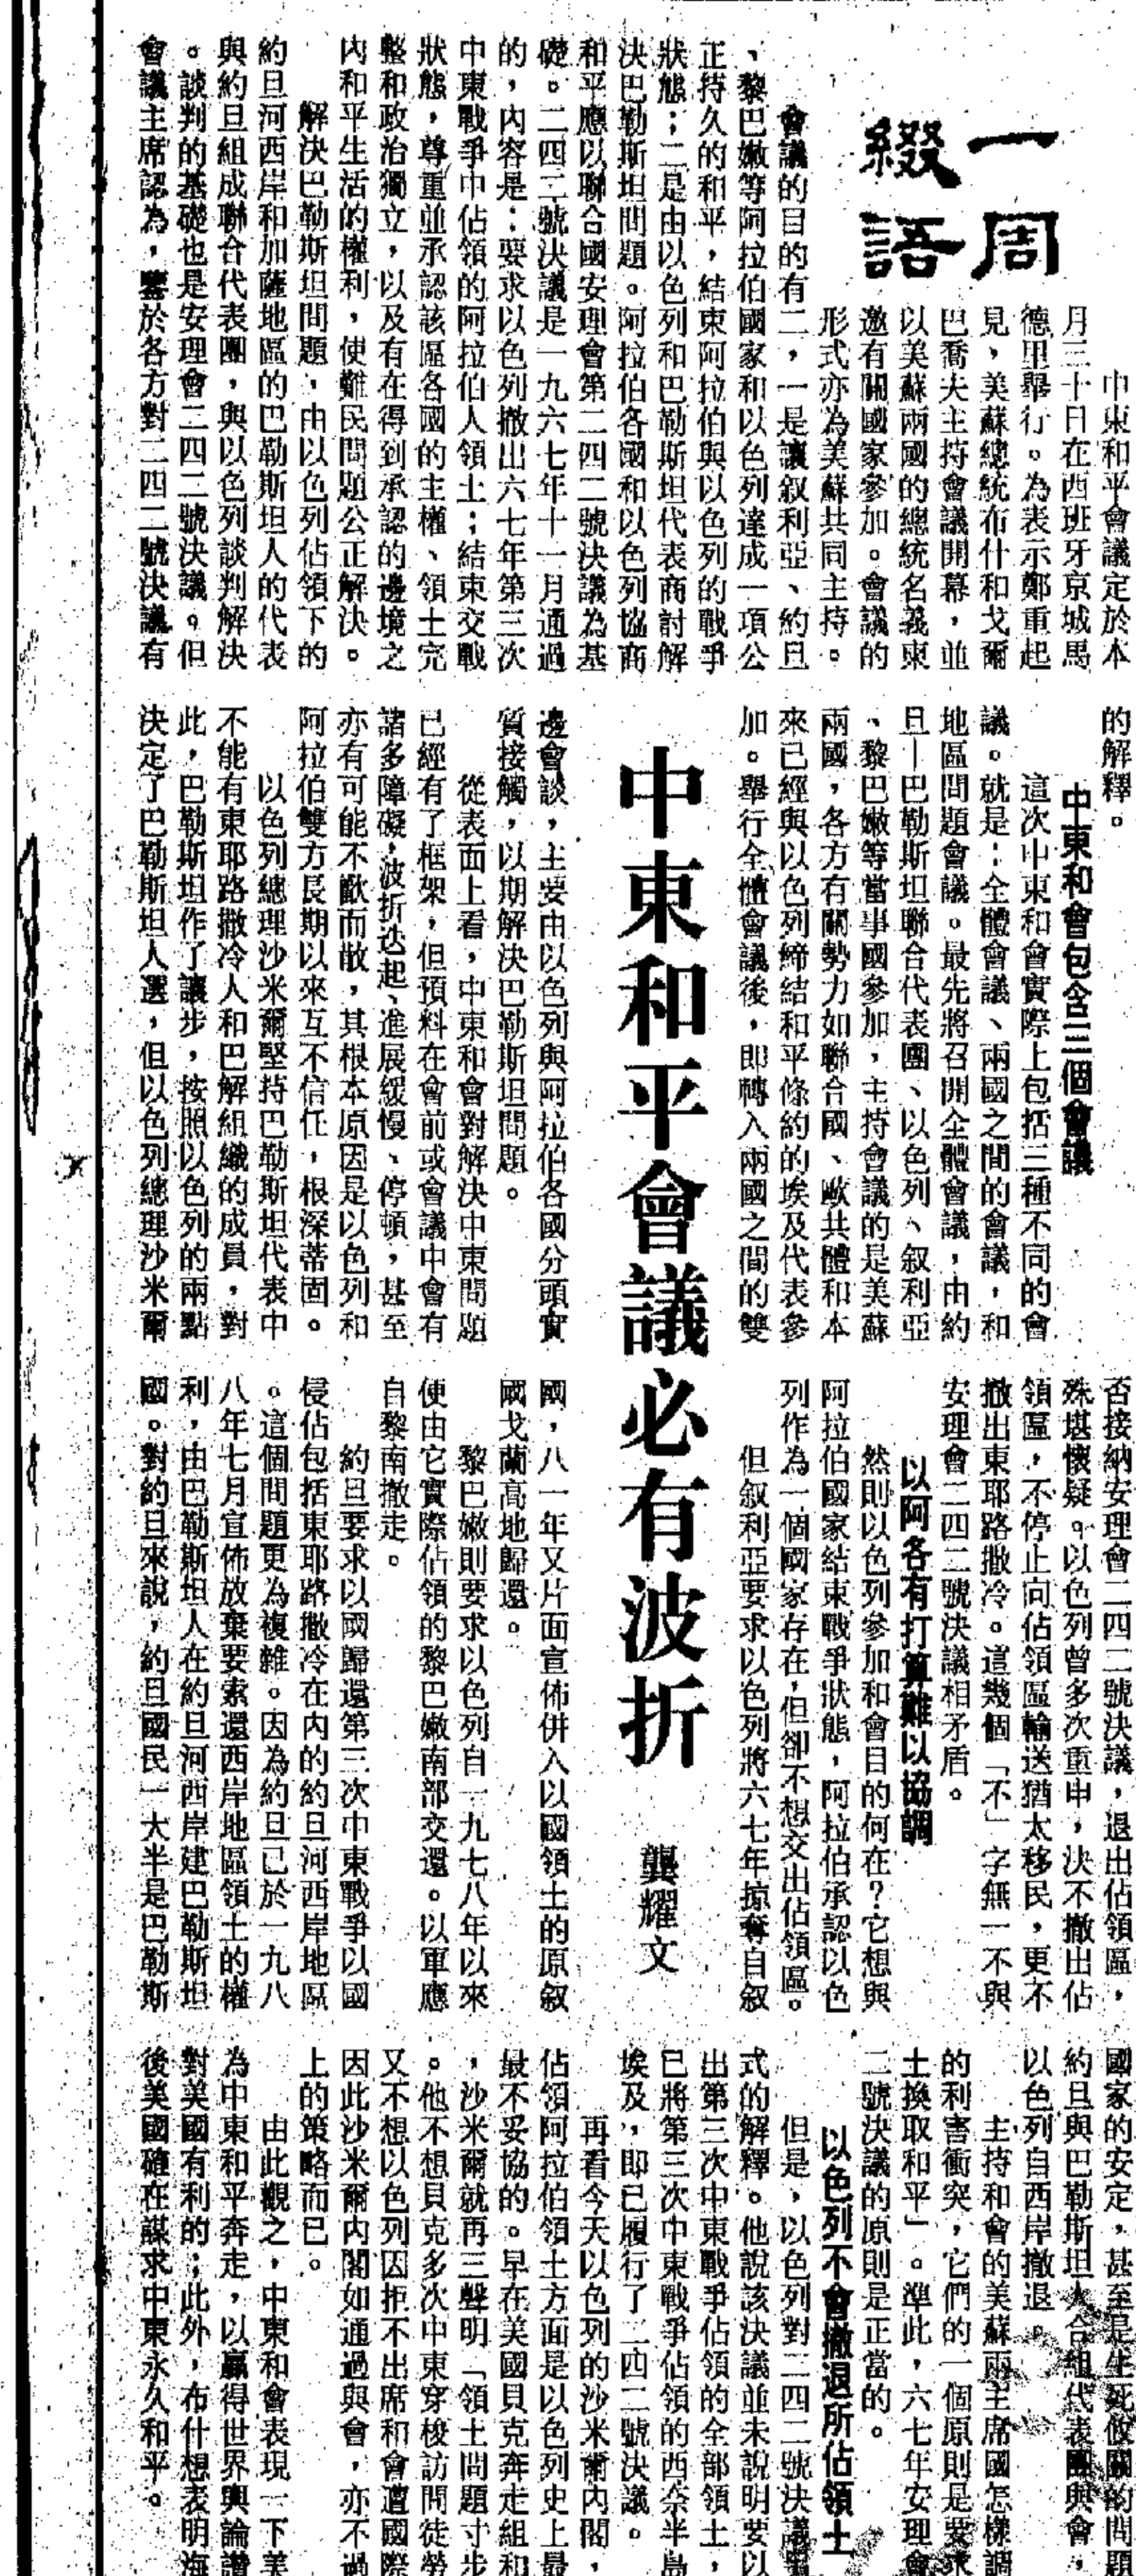 一周
綴語
中東和平會議必有波折
龔耀文
中東和平會議定於本
月三十日在西班牙京城馬
德里舉行。為表示鄭重起
見，美蘇總統布什和戈爾
巴喬夫主持會議開幕，並
以美蘇兩國的總統名義柬
邀有關國家參加。會議的
形式亦為美蘇共同主持。
會議的目的有二，一是讓叙利亞、約旦
、黎巴嫩等阿拉伯國家和以色列達成一項公
正持久的和平，結束阿拉伯與以色列的戰爭
狀態；二是由以色列和巴勒斯坦代表商討解
決巴勒斯坦問題。阿拉伯各國和以色列協商
和平應以聯合國安理會第二四二號決議為基
礎。二四二號決議是一九六七年十一月通過
的，內容是：要求以色列撤出六七年第三次
中東戰爭中佔領的阿拉伯人領土；結束交戰
狀態，尊重並承認該區各國的主權、領土完
整和政治獨立，以及有在得到承認的邊境之
內和平生活的權利，使難民問題公正解決。
解決巴勒斯坦問題，由以色列佔領下的
約旦河西岸和加薩地區的巴勒斯坦人的代表
與約旦組成聯合代表團，與以色列談判解決
。談判的基礎也是安理會二四二號決議。但
會議主席認為，鑒於各方對二四二號決議有
的解釋。
中東和會包含三個會議
這次中東和會實際上包括三種不同的會
議。就是：全體會議、兩國之間的會議，和
地區問題會議。最先將召開全體會議，由約
旦—巴勒斯坦聯合代表團、以色列、叙利亞
、黎巴嫩等當事國參加，主持會議的是美蘇
兩國，各方有關勢力如聯合國、歐共體和本
來已經與以色列締結和平條約的埃及代表參
加。舉行全體會議後，即轉入兩國之間的雙
邊會談，主要由以色列與阿拉伯各國分頭實
質接觸，以期解決巴勒斯坦問題。
從表面上看，中東和會對解決中東問題
已經有了框架，但預料在會前或會議中會有
諸多障礙，波折迭起、進展緩慢、停頓，甚至
亦有可能不歡而散，其根本原因是以色列和
阿拉伯雙方長期以來互不信任，根深蒂固。
以色列總理沙米爾堅持巴勒斯坦代表中
不能有東耶路撒冷人和巴解組織的成員，對
此，巴勒斯坦作了讓步，按照以色列的兩點
決定了巴勒斯坦人選，但以色列總理沙米爾
否接納安理會二四二號決議，退出佔領區，
殊堪懷疑。以色列曾多次重申，決不撤出佔
領區，不停止向佔領區輸送猶太移民，更不
撤出東耶路撒冷。這幾個「不」字無一不與
安理會二四二號決議相矛盾。
以阿各有打算難以協調
然則以色列參加和會目的何在？它想與
阿拉伯國家結束戰爭狀態，阿拉伯承認以色
列作為一個國家存在，但卻不想交出佔領區。
但叙利亞要求以色列將六七年掠奪自叙
國，八一年又片面宣佈併入以國領土的原叙
國戈蘭高地歸還。
黎巴嫩則要求以色列自一九七八年以來
便由它實際佔領的黎巴嫩南部交還。以軍應
自黎南撤走。
約旦要求以國歸還第三次中東戰爭以國
侵佔包括東耶路撒冷在內的約旦河西岸地區
。這個問題更為複雜。因為約旦已於一九八
八年七月宣佈放棄要索還西岸地區領土的權
利，由巴勒斯坦人在約旦河西岸建巴勒斯坦
國。對約旦來說，約旦國民一大半是巴勒斯
國家的安定，甚至是生死攸關的問題
約旦與巴勒斯坦人合組代表團與會，
以色列自西岸撤退。
主持和會的美蘇兩主席國怎樣調
的利害衝突，它們的一個原則是要求
土換取和平」。準此，六七年安理會
二號決議的原則是正當的。
以色列不會撤退所佔領土
但是，以色列對二四二號決議
式的解釋。他說該決議並未說明要以
出第三次中東戰爭佔領的全部領土，
已將第三次中東戰爭佔領的西奈半島
埃及，即已履行了二四二號決議。
再看今天以色列的沙米爾內閣，
佔領阿拉伯領土方面是以色列史上最
最不妥協的。早在美國貝克奔走組和
，沙米爾就再三聲明「領土問題寸步
。他不想貝克多次中東穿梭訪問徒勞
又不想以色列因拒不出席和會遭國際
因此沙米爾內閣如通過與會，亦不過
上的策略而已。
由此觀之，中東和會表現一下美
為中東和平奔走，以贏得世界輿論讚
對美國有利的；此外，布什想表明海
後美國確在謀求中東永久和平。